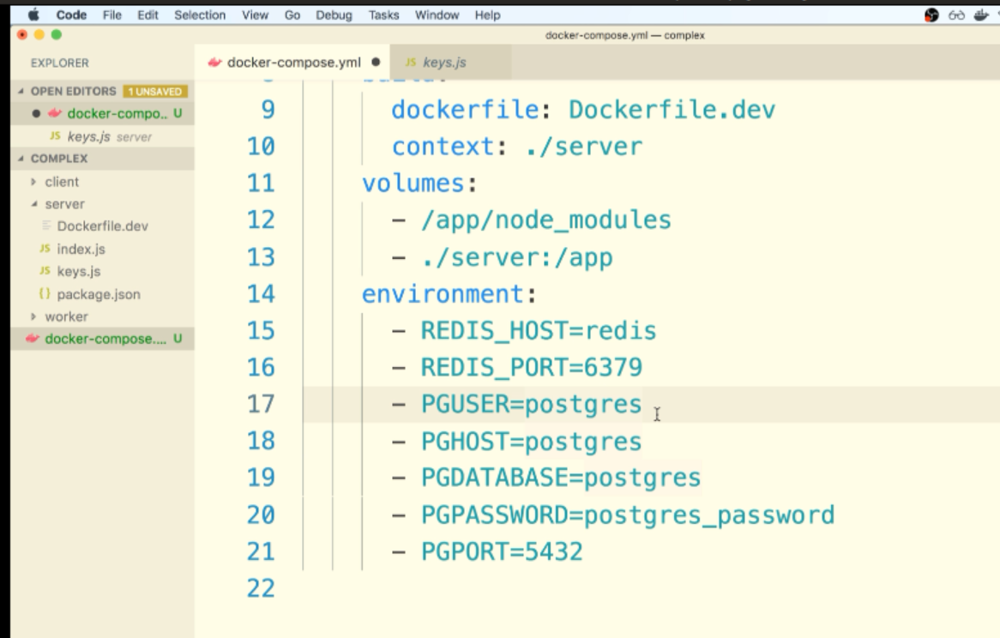 Code File Edit Selection View Go Debug Tasks Window Help
docker-compose.yml — complex
EXPLORER
OPEN EDITORS 1 UNSAVED
docker-compo.. U
JS keys.js server
COMPLEX
client
server
Dockerfile.dev
JS index.js
JS keys.js
{} package.json
worker
docker-compose.... U
docker-compose.yml
JS keys.js
9 dockerfile: Dockerfile.dev
10 context: ./server
11 volumes:
12 - /app/node_modules
13 - ./server:/app
14 environment:
15 - REDIS_HOST=redis
16 - REDIS_PORT=6379
17 - PGUSER=postgres
18 - PGHOST=postgres
19 - PGDATABASE=postgres
20 - PGPASSWORD=postgres_password
21 - PGPORT=5432
22